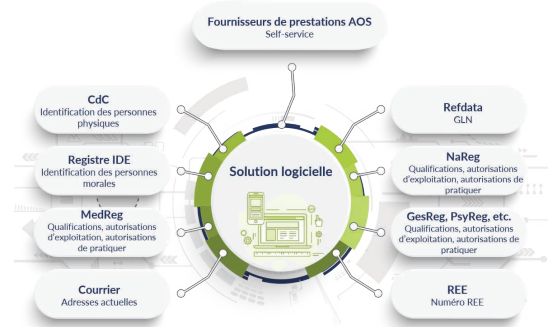 Fournisseurs de prestations AOS
Self-service
CdC
Identification des personnes
physiques
Registre IDE
Identification des personnes
morales
MedReg
Qualifications, autorisations
d'exploitation, autorisations
de pratiquer
Courrier
Adresses actuelles
Solution logicielle
Refdata
GLN
NaReg
Qualifications, autorisations
d'exploitation, autorisations de
pratiquer
GesReg, PsyReg, etc.
Qualifications, autorisations
d'exploitation, autorisations de
pratiquer
REE
Numéro REE